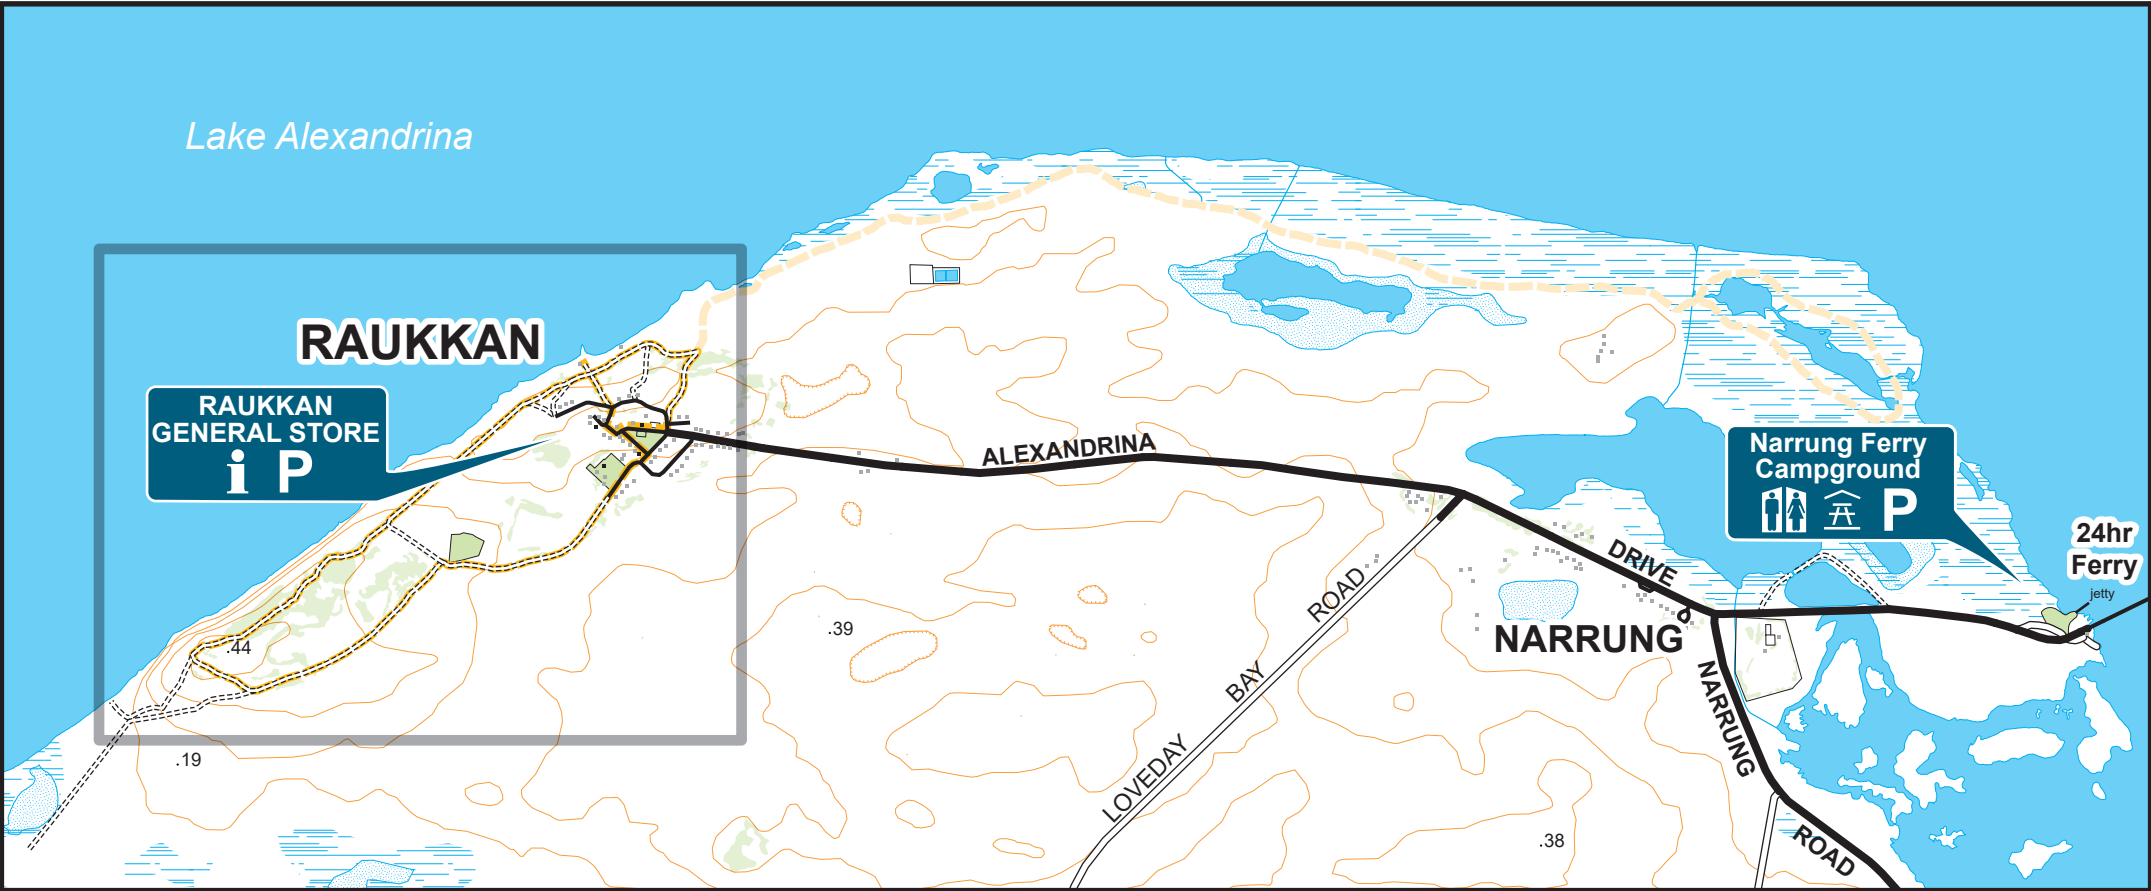 Lake Alexandrina
RAUKKAN
RAUKKAN
GENERAL STORE
i P
ALEXANDRINA
DRIVE
Narrung Ferry
Campground
P
24hr
Ferry
jetty
NARRUNG
LOVEDAY BAY ROAD
NARRUNG ROAD
.44
.39
.19
.38